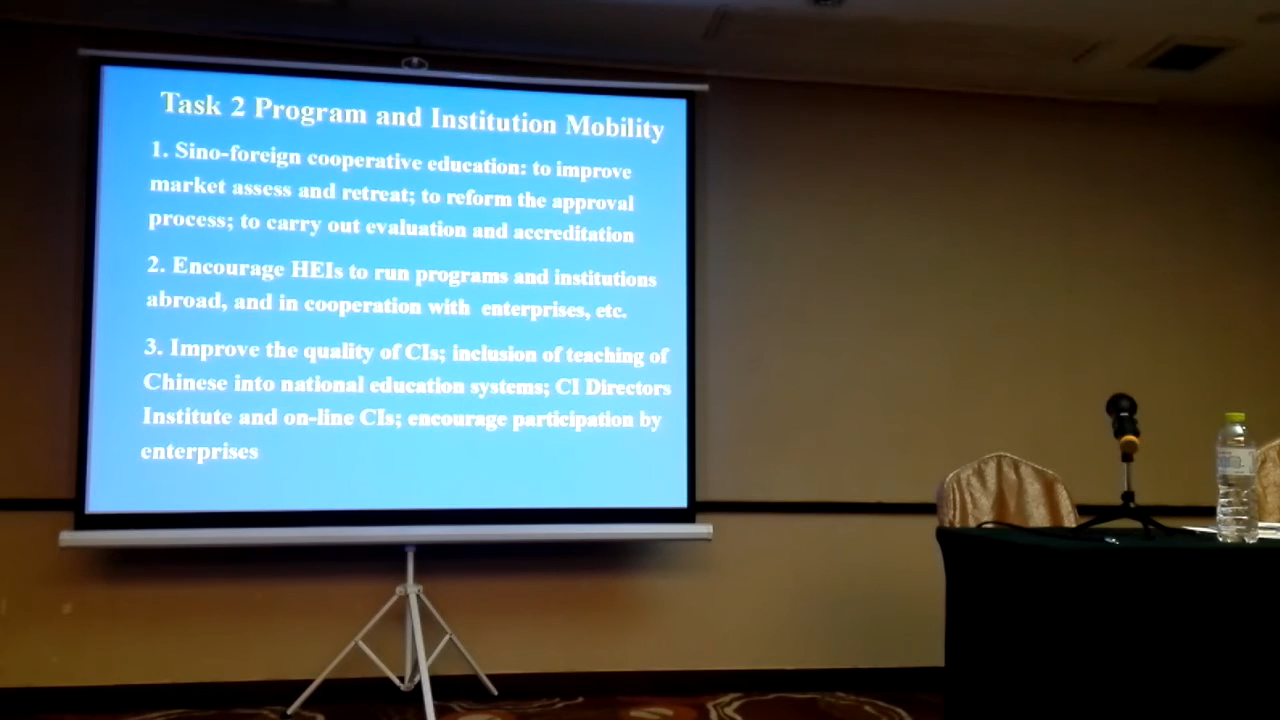 Task 2 Program and Institution Mobility
1. Sino-foreign cooperative education: to improve
market assess and retreat; to reform the approval
process; to carry out evaluation and accreditation
2. Encourage HEIs to run programs and institutions
abroad, and in cooperation with enterprises, etc.
3. Improve the quality of CIs; inclusion of teaching of
Chinese into national education systems; CI Directors
Institute and on-line CIs; encourage participation by
enterprises